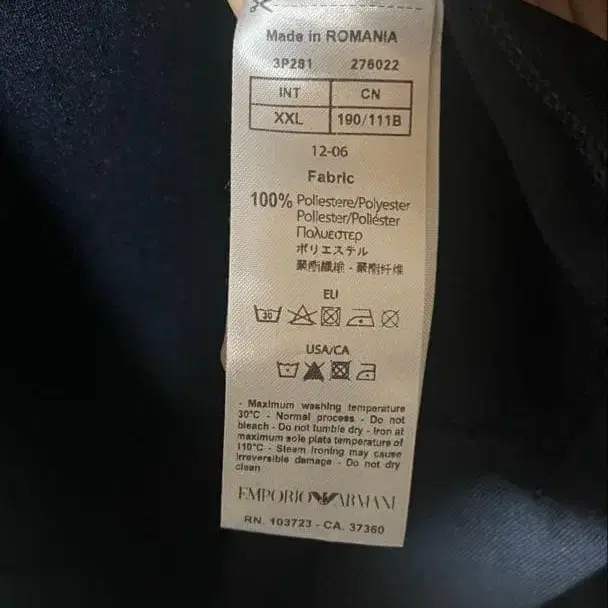 Made in ROMANIA
3P281 276022
INT CN
XXL 190/111B
12-06
Fabric
100% Poliestere/Polyester
Poliester/Poliéster
Πολυεστερ
ポリエステル
聚酯纖維 - 聚酯纤维
EU
30
USA/CA
- Maximum washing temperature
30°C - Normal process - Do not
bleach - Do not tumble dry - Iron at
maximum sole plate temperature of
110°C - Steam ironing may cause
irreversible damage - Do not dry
clean
EMPORIO ARMANI
RN. 103723 - CA. 37360